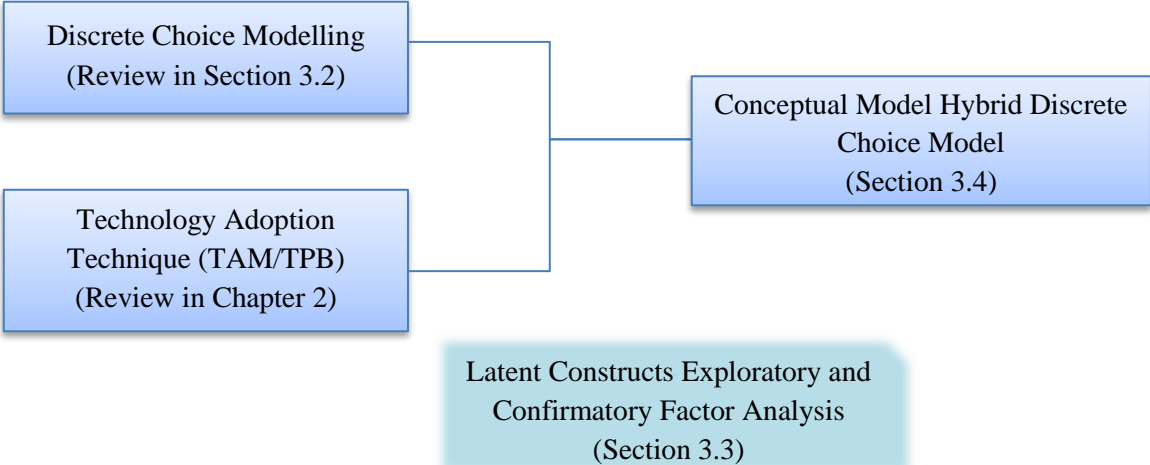 Discrete Choice Modelling
(Review in Section 3.2)
Technology Adoption
Technique (TAM/TPB)
(Review in Chapter 2)
Conceptual Model Hybrid Discrete
Choice Model
(Section 3.4)
Latent Constructs Exploratory and
Confirmatory Factor Analysis
(Section 3.3)